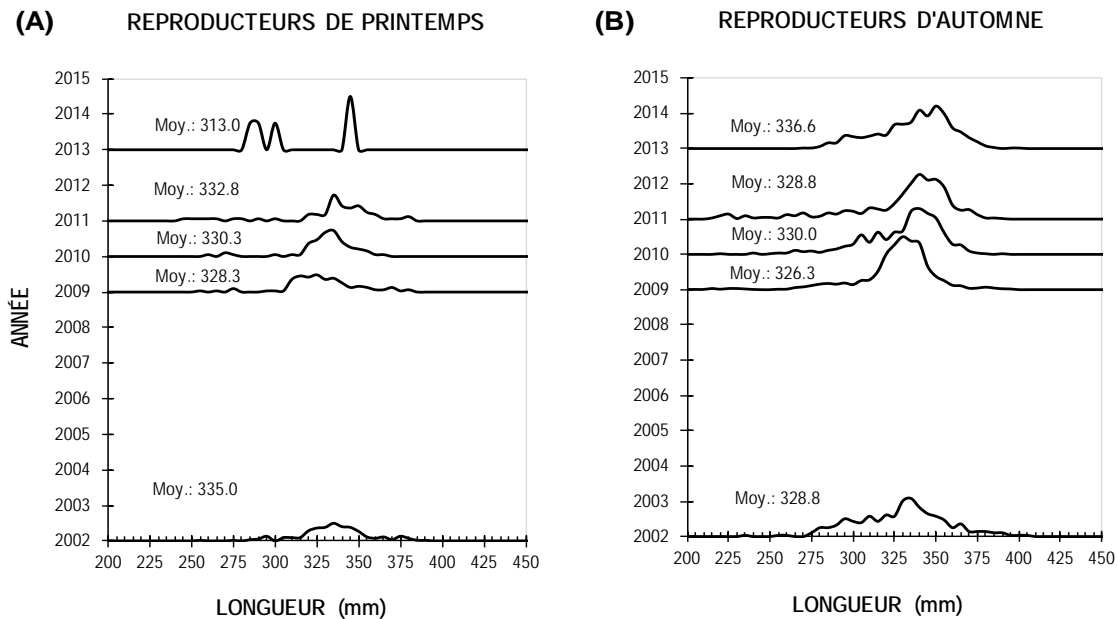 (A) REPRODUCTEURS DE PRINTEMPS
2015
2014
2013
2012
2011
2010
2009
2008
2007
2006
2005
2004
2003
2002
ANNÉE
Moy.: 313.0
Moy.: 332.8
Moy.: 330.3
Moy.: 328.3
Moy.: 335.0
200 225 250 275 300 325 350 375 400 425 450
LONGUEUR (mm)
(B) REPRODUCTEURS D'AUTOMNE
2015
2014
2013
2012
2011
2010
2009
2008
2007
2006
2005
2004
2003
2002
Moy.: 336.6
Moy.: 328.8
Moy.: 330.0
Moy.: 326.3
Moy.: 328.8
200 225 250 275 300 325 350 375 400 425 450
LONGUEUR (mm)